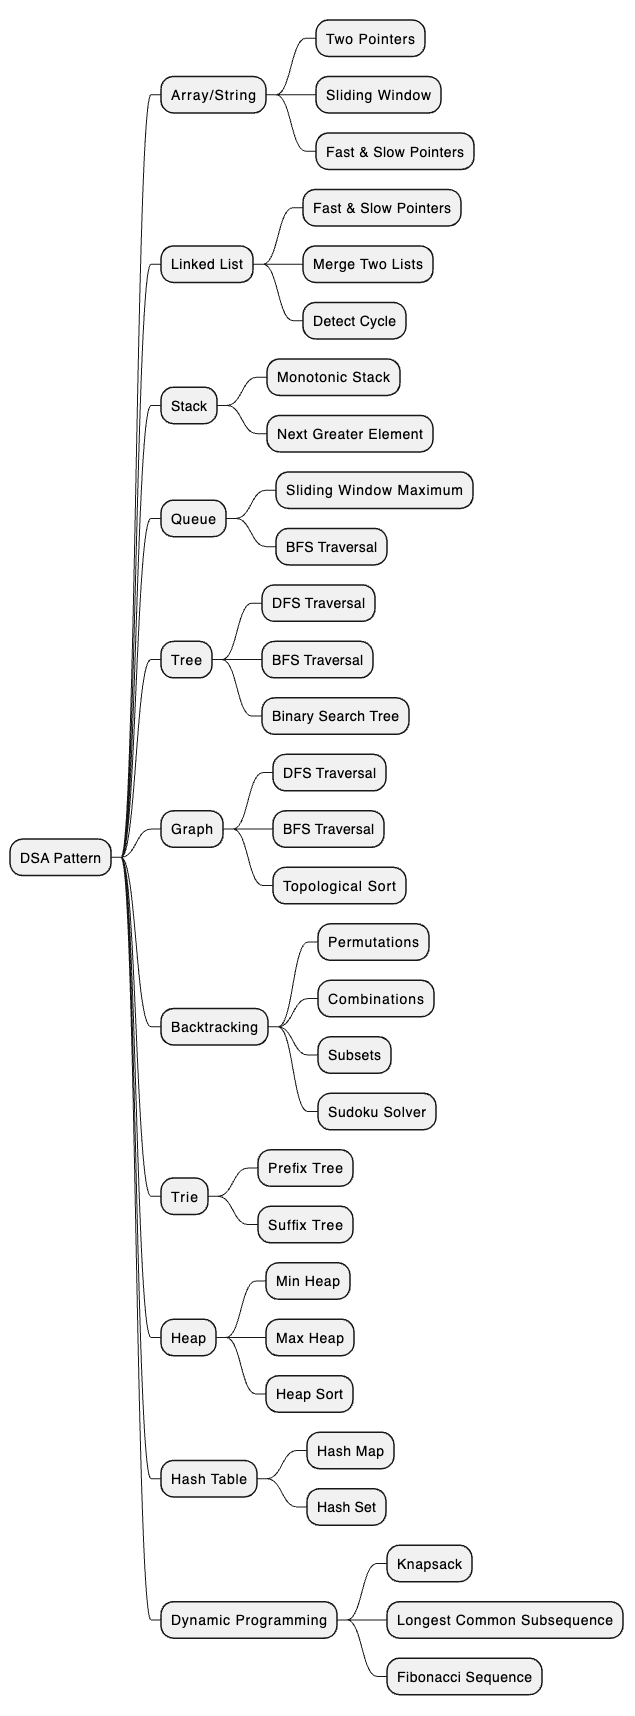 DSA Pattern
Array/String
Two Pointers
Sliding Window
Fast & Slow Pointers
Linked List
Fast & Slow Pointers
Merge Two Lists
Detect Cycle
Stack
Monotonic Stack
Next Greater Element
Queue
Sliding Window Maximum
BFS Traversal
Tree
DFS Traversal
BFS Traversal
Binary Search Tree
Graph
DFS Traversal
BFS Traversal
Topological Sort
Backtracking
Permutations
Combinations
Subsets
Sudoku Solver
Trie
Prefix Tree
Suffix Tree
Heap
Min Heap
Max Heap
Heap Sort
Hash Table
Hash Map
Hash Set
Dynamic Programming
Knapsack
Longest Common Subsequence
Fibonacci Sequence